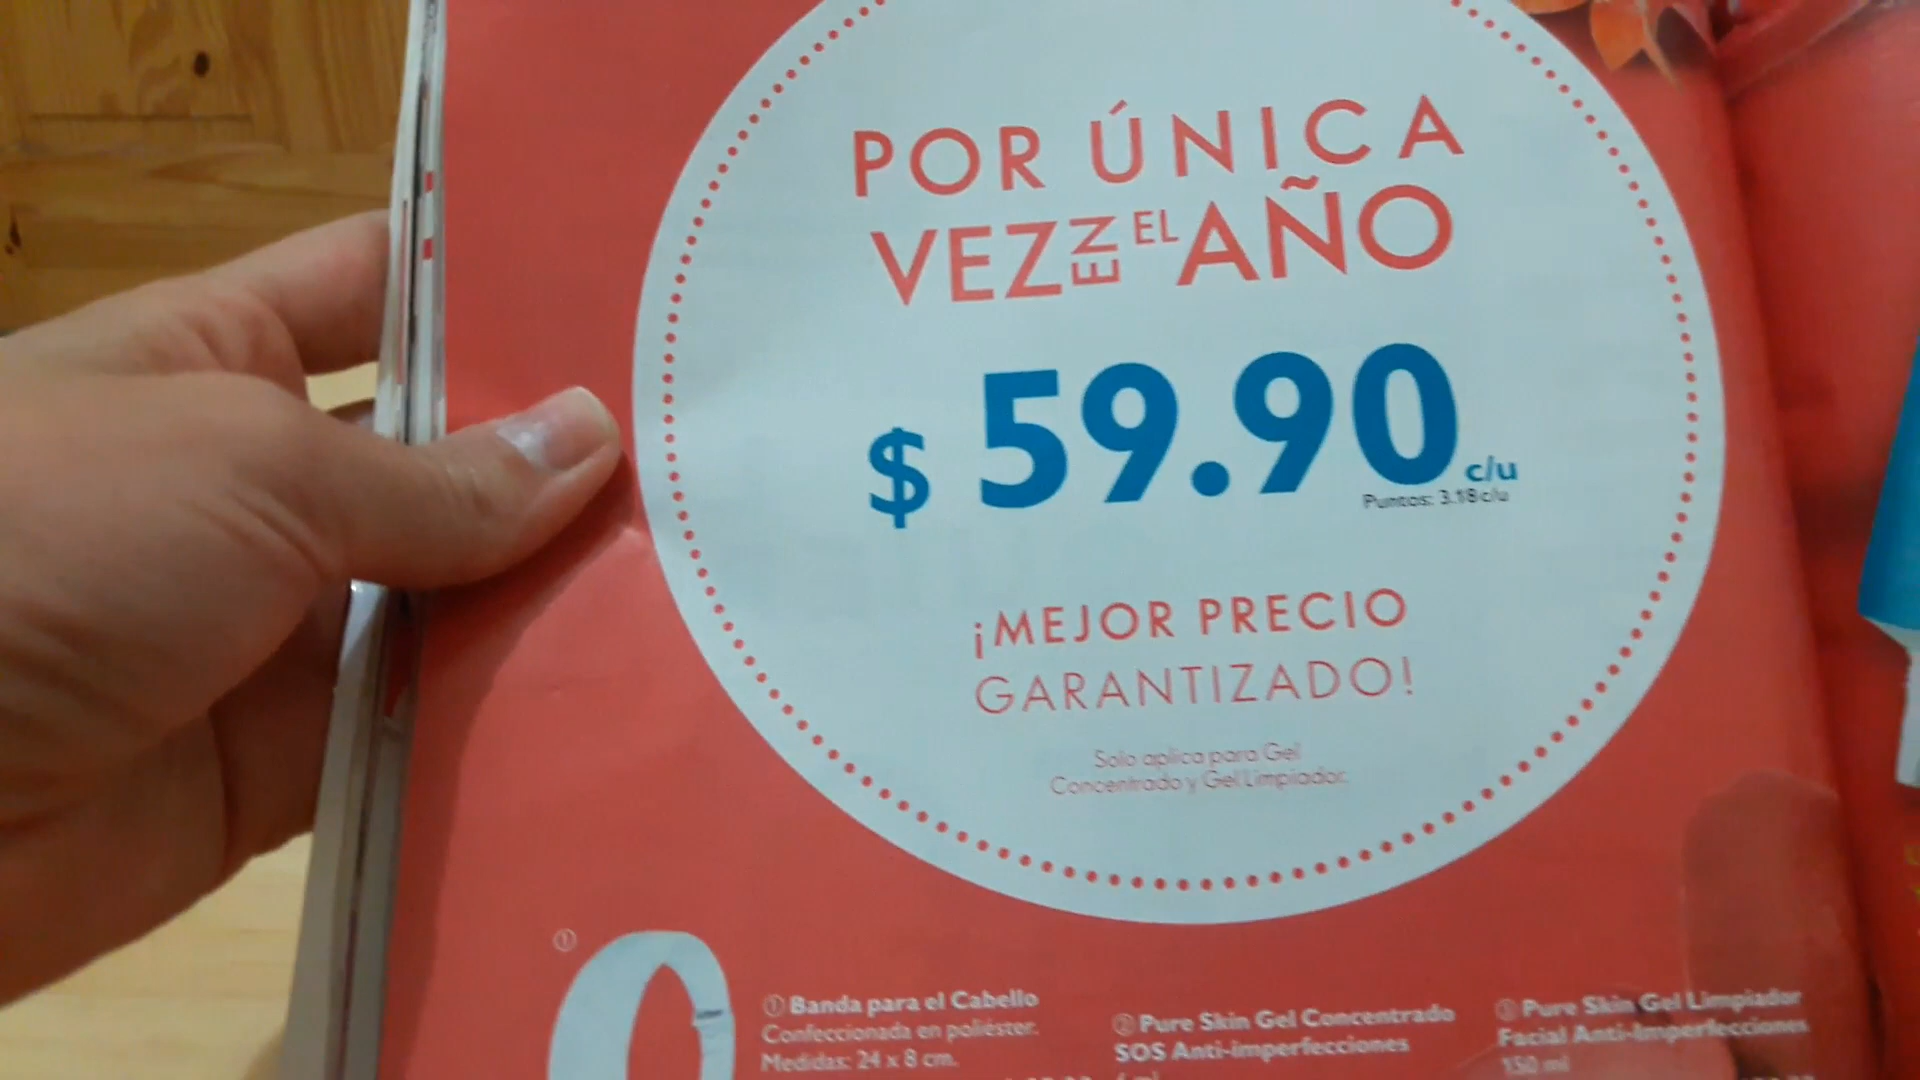 POR ÚNICA
VEZ EN EL AÑO
$ 59.90 c/u
Puntos: 3.18 c/u
¡MEJOR PRECIO
GARANTIZADO!
Solo aplica para Gel
Concentrado y Gel Limpiador.
①
① Banda para el Cabello
Confeccionada en poliéster.
Medidas: 24 x 8 cm.
② Pure Skin Gel Concentrado
SOS Anti-imperfecciones
③ Pure Skin Gel Limpiador
Facial Anti-Imperfecciones
150 ml